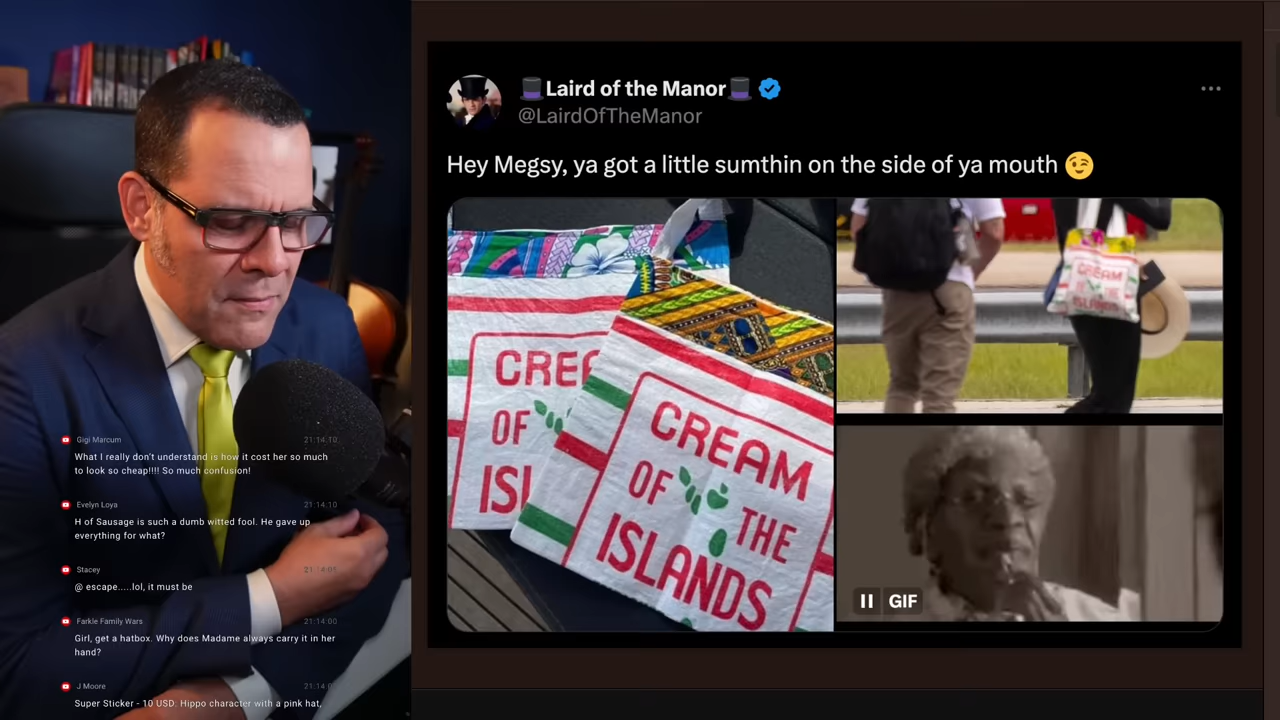 Laird of the Manor
@LairdOfTheManor
Hey Megsy, ya got a little sumthin on the side of ya mouth 😉
CREAM
OF THE
ISLANDS
CREAM
OF
ISL
CREAM
ISLANDS
GIF
Gigi Marcum 21:14:10
What I really don't understand is how it cost her so much
to look so cheap!!!! So much confusion!
Evelyn Loya 21:14:10
H of Sausage is such a dumb witted fool. He gave up
everything for what?
Stacey
@ escape.....lol, it must be
Farkle Family Wars 21:14:00
Girl, get a hatbox. Why does Madame always carry it in her
hand?
J Moore
Super Sticker - 10 USD: Hippo character with a pink hat,